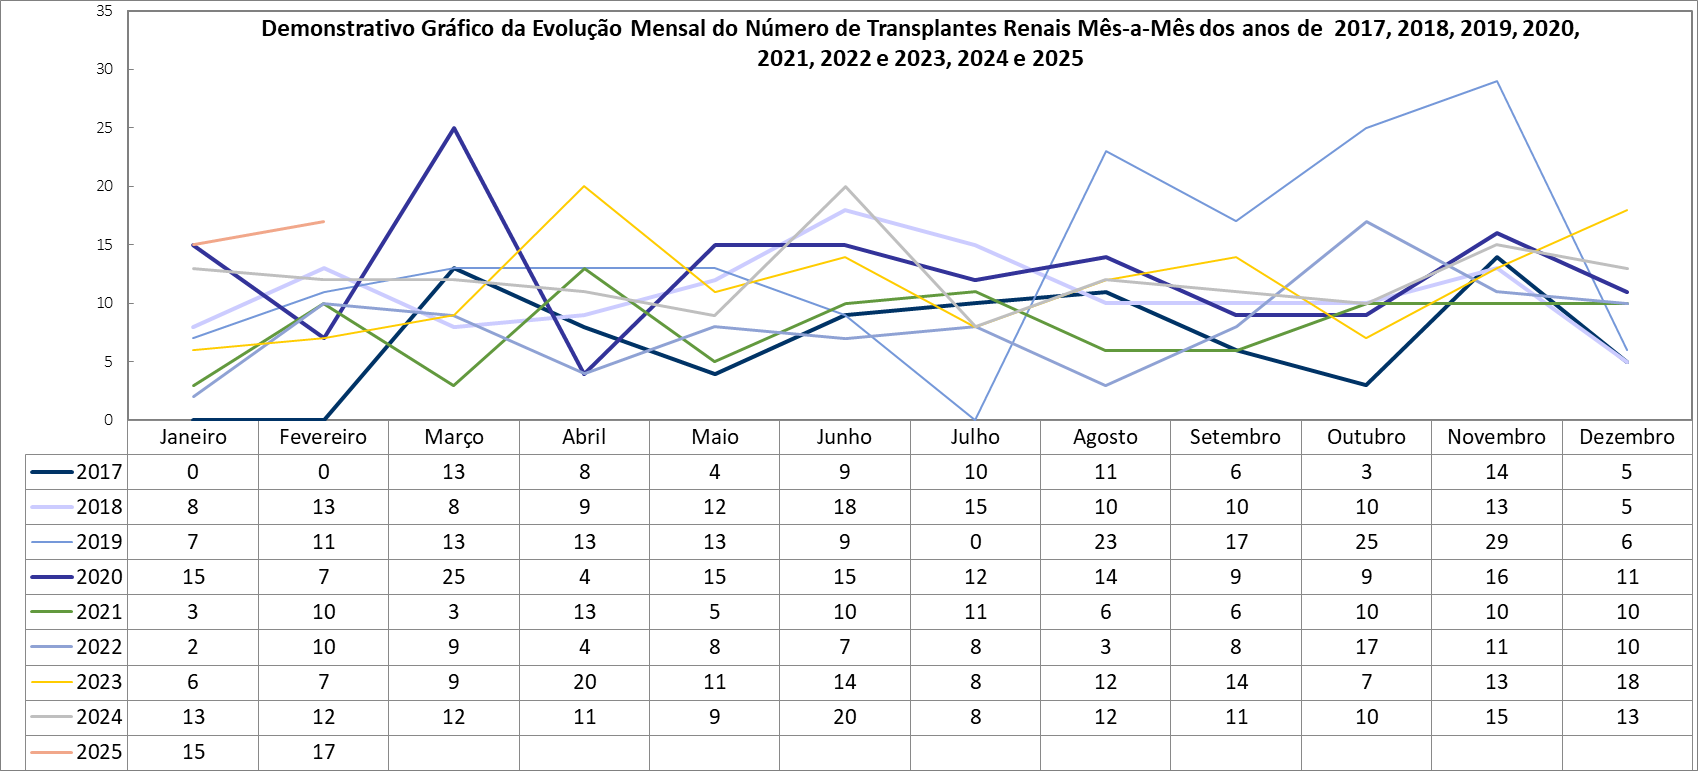 Demonstrativo Gráfico da Evolução Mensal do Número de Transplantes Renais Mês-a-Mês dos anos de 2017, 2018, 2019, 2020,
2021, 2022 e 2023, 2024 e 2025
35
30
25
20
15
10
5
0
Janeiro Fevereiro Março Abril Maio Junho Julho Agosto Setembro Outubro Novembro Dezembro
2017 0 0 13 8 4 9 10 11 6 3 14 5
2018 8 13 8 9 12 18 15 10 10 10 13 5
2019 7 11 13 13 13 9 0 23 17 25 29 6
2020 15 7 25 4 15 15 12 14 9 9 16 11
2021 3 10 3 13 5 10 11 6 6 10 10 10
2022 2 10 9 4 8 7 8 3 8 17 11 10
2023 6 7 9 20 11 14 8 12 14 7 13 18
2024 13 12 12 11 9 20 8 12 11 10 15 13
2025 15 17